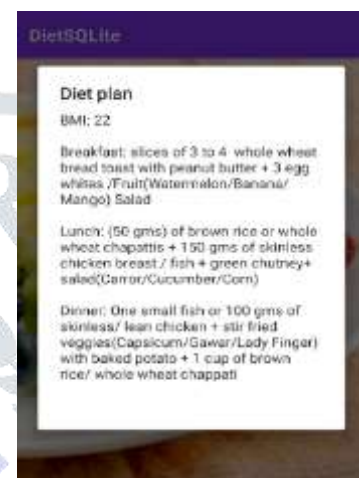 DietSQLite
Diet plan
BMI: 22
Breakfast: slices of 3 to 4 whole wheat
bread toast with peanut butter + 3 egg
whites /Fruit(Watermelon/Banana/
Mango) Salad
Lunch: (50 gms) of brown rice or whole
wheat chapattis + 150 gms of skinless
chicken breast / fish + green chutney+
salad(Carror/Cucumber/Corn)
Dinner: One small fish or 100 gms of
skinless/ lean chicken + stir fried
veggies(Capsicum/Gawar/Lady Finger)
with baked potato + 1 cup of brown
rice/ whole wheat chappati